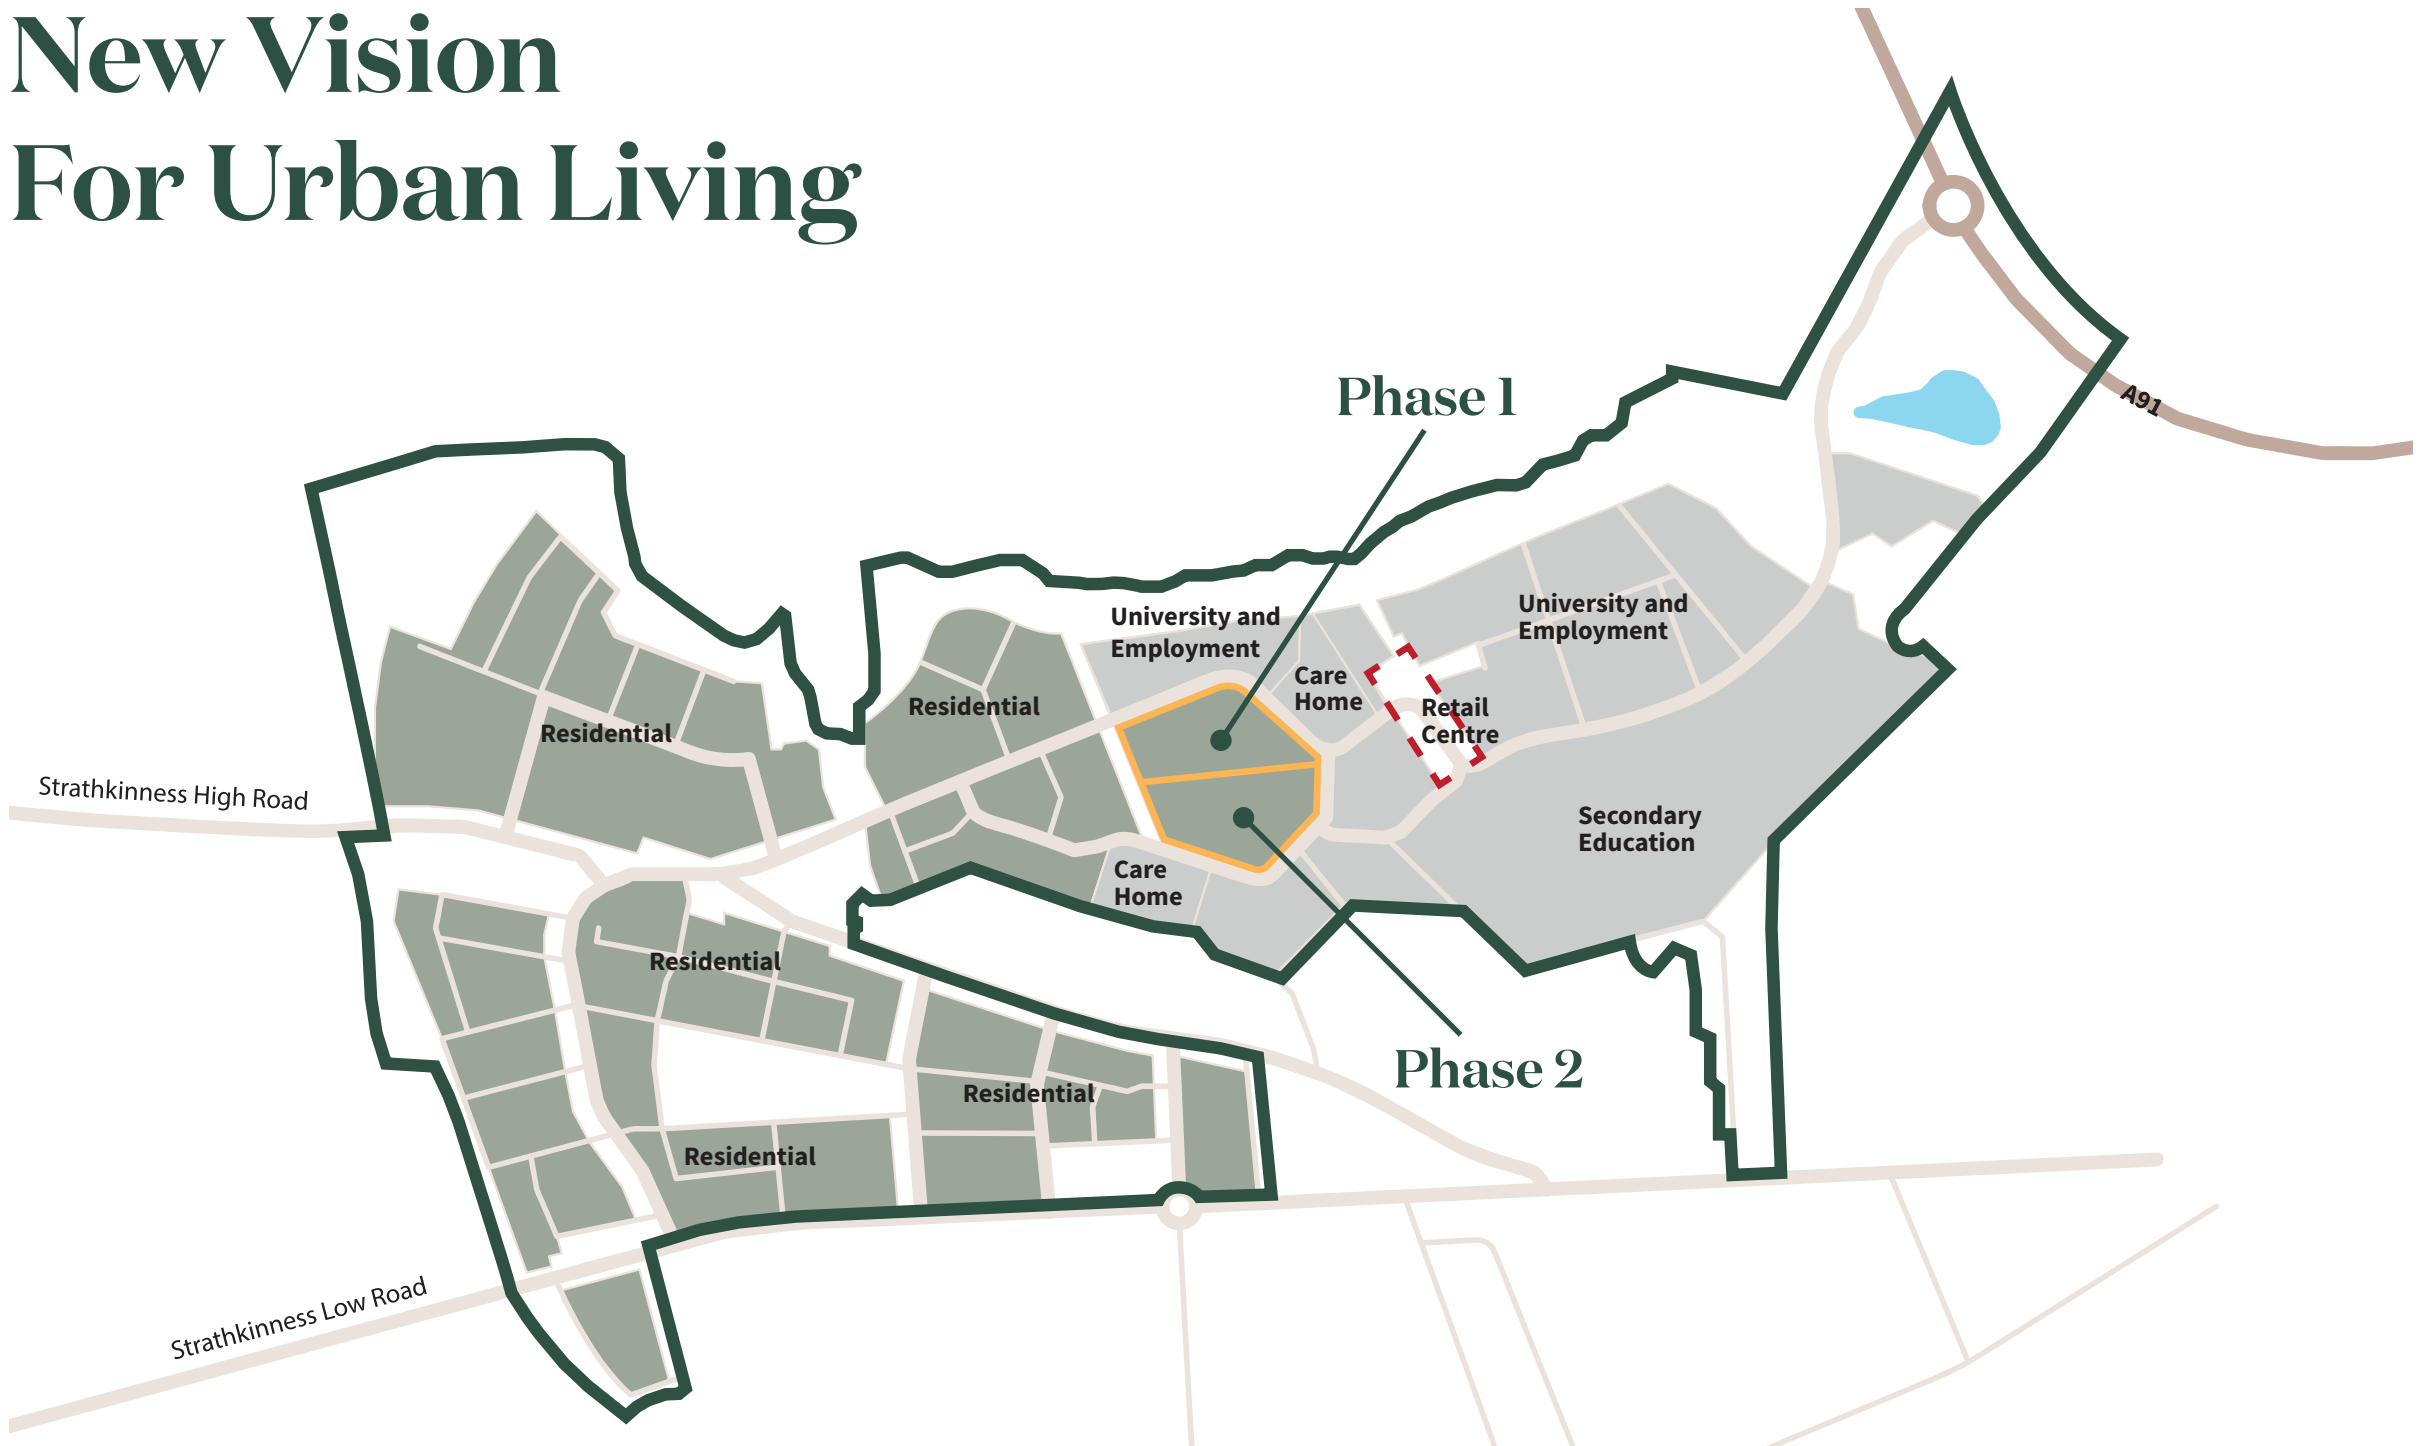 New Vision
For Urban Living
A91
Phase 1
University and
Employment
University and
Employment
Care
Home
Residential
Retail
Centre
Residential
Strathkinness High Road
Secondary
Education
Care
Home
Residential
Phase 2
Residential
Residential
Strathkinness Low Road